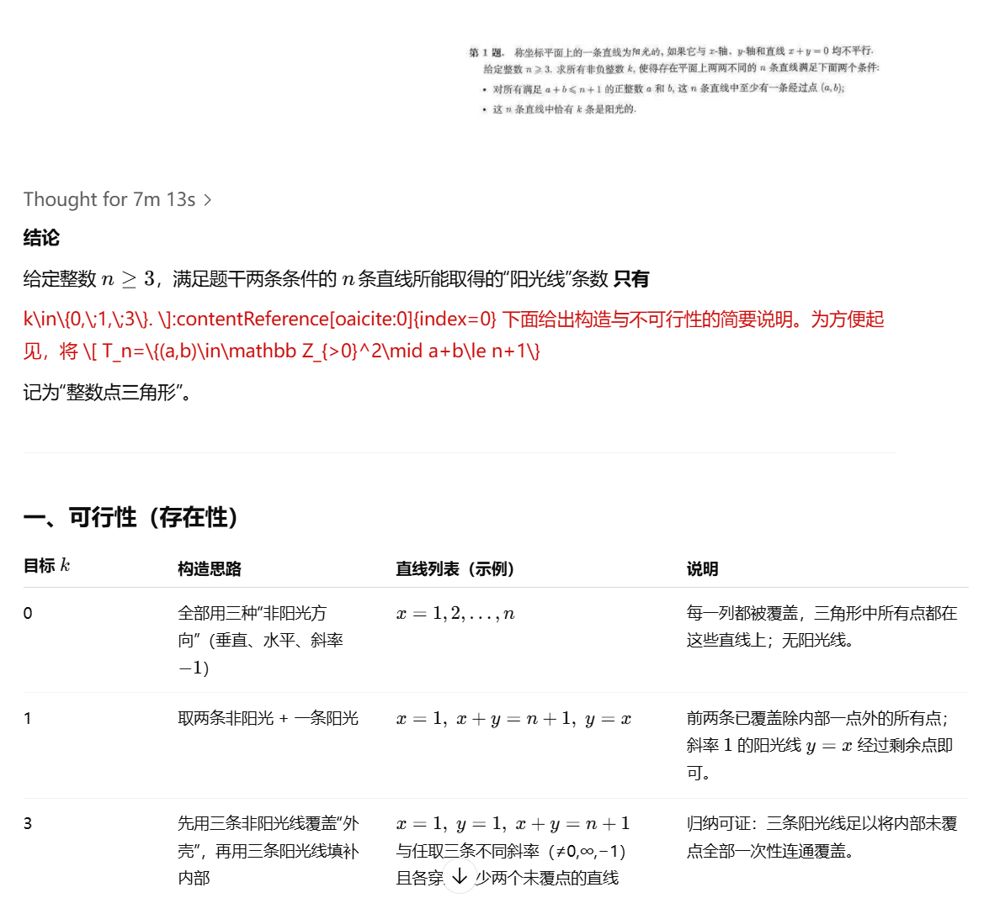 第 1 题. 称坐标平面上的一条直线为阳光的, 如果它与 x-轴、y-轴和直线 x + y = 0 均不平行.
给定整数 n ⩾ 3. 求所有非负整数 k, 使得存在平面上两两不同的 n 条直线满足下面两个条件:
• 对所有满足 a + b ⩽ n + 1 的正整数 a 和 b, 这 n 条直线中至少有一条经过点 (a, b);
• 这 n 条直线中恰有 k 条是阳光的.
Thought for 7m 13s >
结论
给定整数 n ≥ 3，满足题干两条条件的 n 条直线所能取得的“阳光线”条数 只有
k\in\{0,\;1,\;3\}. \]:contentReference[oaicite:0]{index=0} 下面给出构造与不可行性的简要说明。为方便起
见，将 \[ T_n=\{(a,b)\in\mathbb Z_{>0}^2\mid a+b\le n+1\}
记为“整数点三角形”。
一、可行性（存在性）
目标 k 构造思路 直线列表（示例） 说明
0 全部用三种“非阳光方 x = 1, 2, . . . , n 每一列都被覆盖，三角形中所有点都在
向”（垂直、水平、斜率 这些直线上；无阳光线。
−1）
1 取两条非阳光 + 一条阳光 x = 1, x + y = n + 1, y = x 前两条已覆盖除内部一点外的所有点；
斜率 1 的阳光线 y = x 经过剩余点即
可。
3 先用三条非阳光线覆盖“外 x = 1, y = 1, x + y = n + 1 归纳可证：三条阳光线足以将内部未覆
壳”，再用三条阳光线填补 与任取三条不同斜率（≠0,∞,−1） 点全部一次性连通覆盖。
内部 且各穿 少两个未覆点的直线